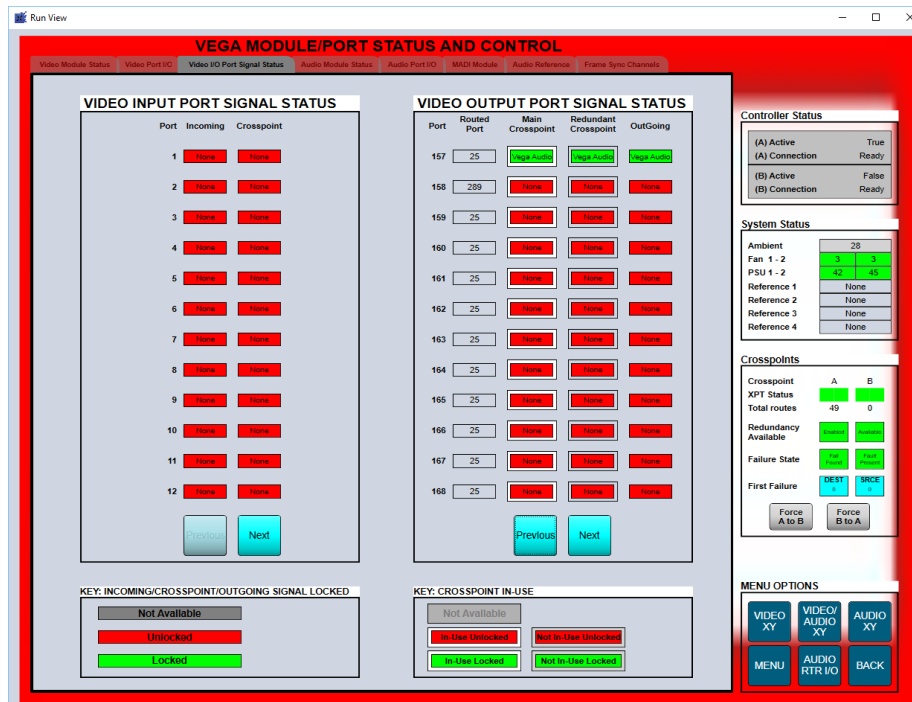 Run View
VEGA MODULE/PORT STATUS AND CONTROL
Video Module Status Video Port I/O Video I/O Port Signal Status Audio Module Status Audio Port I/O MADI Module Audio Reference Frame Sync Channels
VIDEO INPUT PORT SIGNAL STATUS
Port Incoming Crosspoint
1 None None
2 None None
3 None None
4 None None
5 None None
6 None None
7 None None
8 None None
9 None None
10 None None
11 None None
12 None None
Previous Next
VIDEO OUTPUT PORT SIGNAL STATUS
Port Routed Port Main Crosspoint Redundant Crosspoint OutGoing
157 25 Vega Audio Vega Audio Vega Audio
158 289 None None None
159 25 None None None
160 25 None None None
161 25 None None None
162 25 None None None
163 25 None None None
164 25 None None None
165 25 None None None
166 25 None None None
167 25 None None None
168 25 None None None
Previous Next
KEY: INCOMING/CROSSPOINT/OUTGOING SIGNAL LOCKED
Not Available
Unlocked
Locked
KEY: CROSSPOINT IN-USE
Not Available
In-Use Unlocked Not In-Use Unlocked
In-Use Locked Not In-Use Locked
Controller Status
(A) Active True
(A) Connection Ready
(B) Active False
(B) Connection Ready
System Status
Ambient 28
Fan 1 - 2 3 3
PSU 1 - 2 42 45
Reference 1 None
Reference 2 None
Reference 3 None
Reference 4 None
Crosspoints
Crosspoint A B
XPT Status
Total routes 49 0
Redundancy Available Enabled Available
Failure State Fail Found Fault Present
First Failure DEST 6 SRCE 0
Force A to B Force B to A
MENU OPTIONS
VIDEO XY VIDEO/ AUDIO XY AUDIO XY
MENU AUDIO RTR I/O BACK